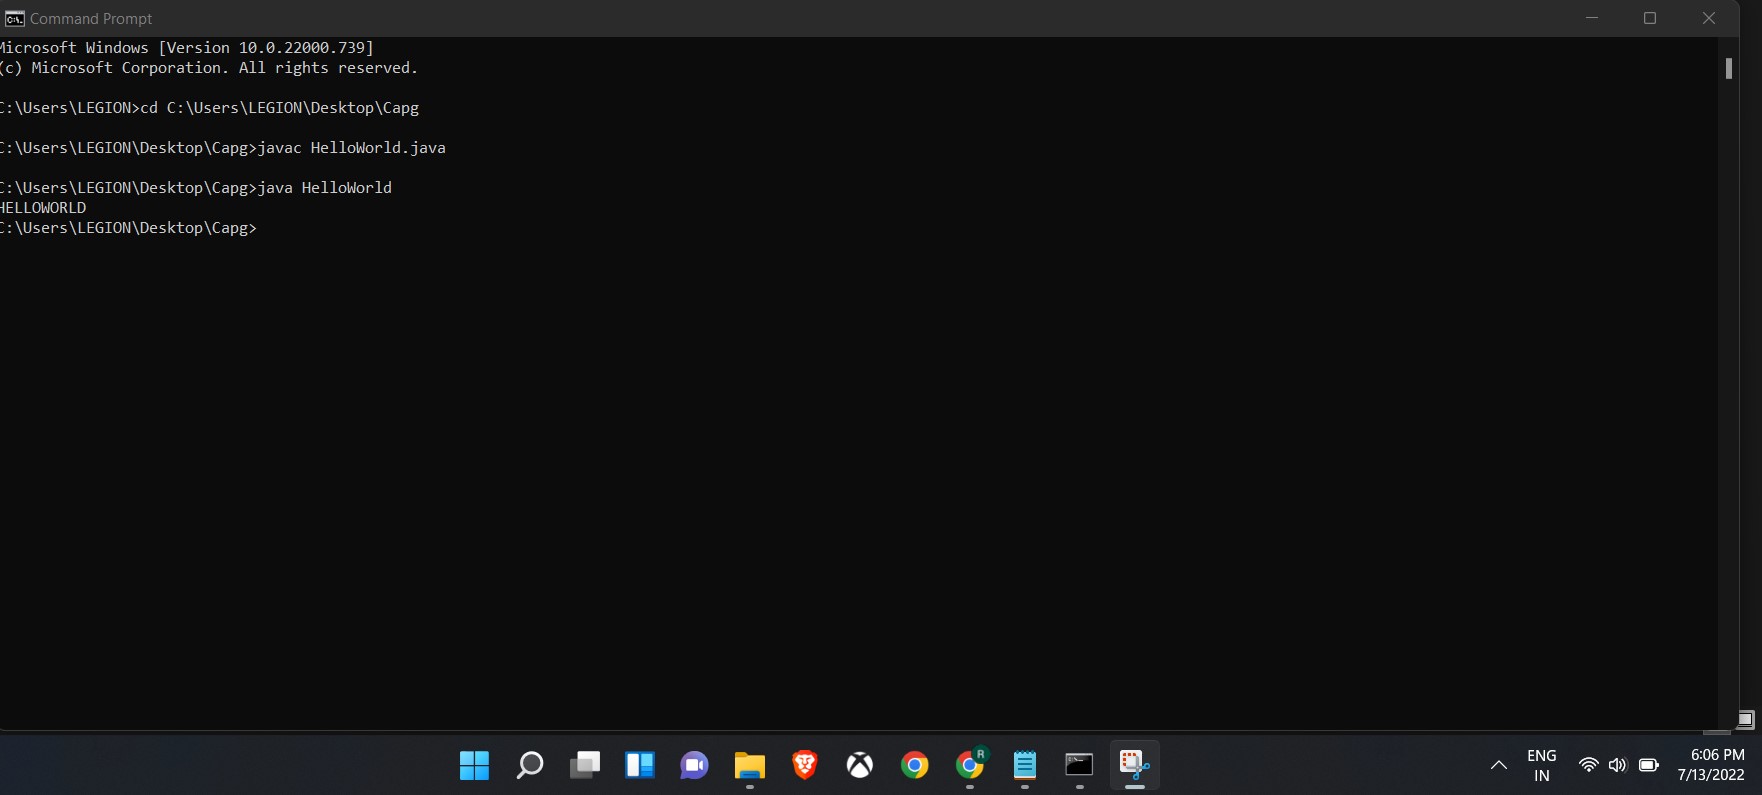 Command Prompt
Microsoft Windows [Version 10.0.22000.739]
(c) Microsoft Corporation. All rights reserved.
C:\Users\LEGION>cd C:\Users\LEGION\Desktop\Capg
C:\Users\LEGION\Desktop\Capg>javac HelloWorld.java
C:\Users\LEGION\Desktop\Capg>java HelloWorld
HELLOWORLD
C:\Users\LEGION\Desktop\Capg>
R
ENG
IN
6:06 PM
7/13/2022